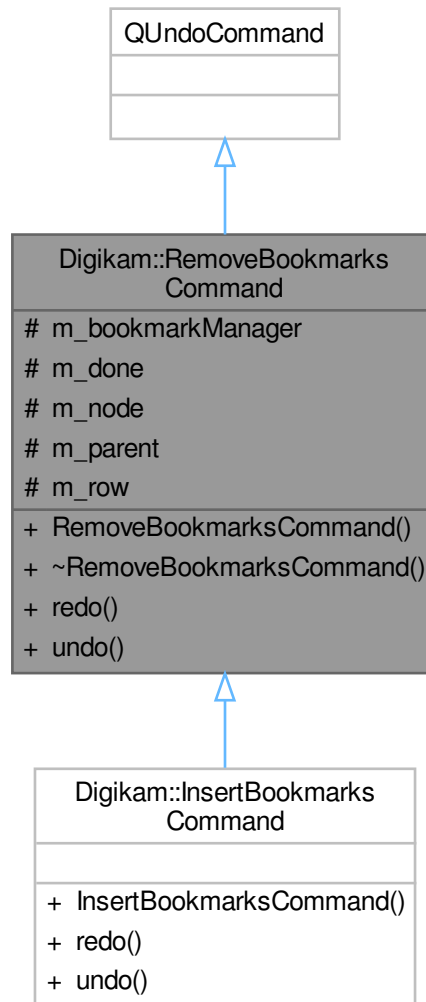 QUndoCommand
Digikam::RemoveBookmarks
Command
# m_bookmarkManager
# m_done
# m_node
# m_parent
# m_row
+ RemoveBookmarksCommand()
+ ~RemoveBookmarksCommand()
+ redo()
+ undo()
Digikam::InsertBookmarks
Command
+ InsertBookmarksCommand()
+ redo()
+ undo()